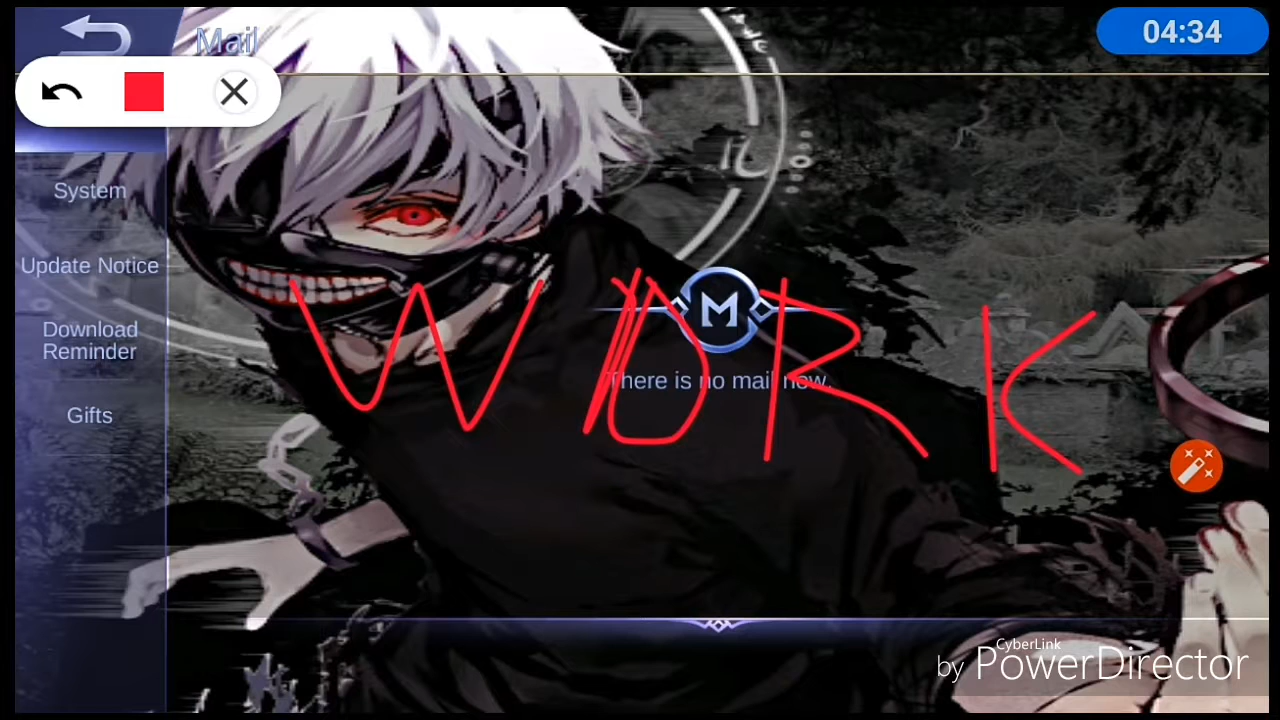 Mail
04:34
System
Update Notice
Download
Reminder
Gifts
WORK
M
There is no mail now.
CyberLink
by PowerDirector